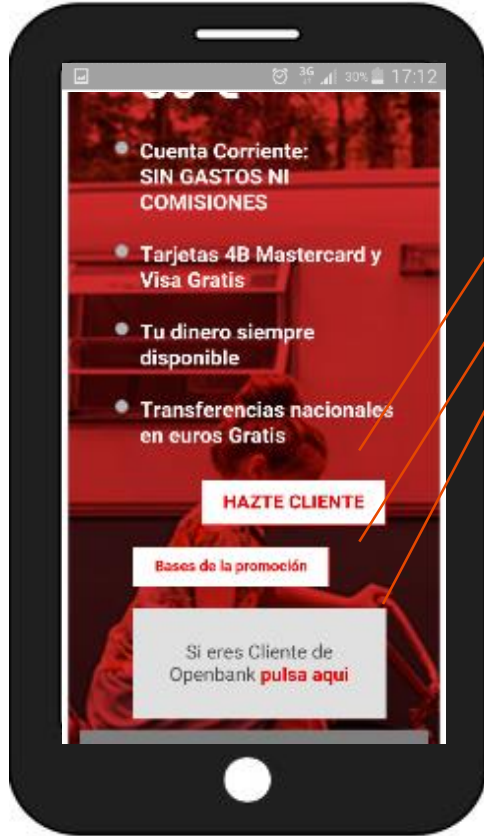 3G 30% 17:12
Cuenta Corriente:
SIN GASTOS NI
COMISIONES
Tarjetas 4B Mastercard y
Visa Gratis
Tu dinero siempre
disponible
Transferencias nacionales
en euros Gratis
HAZTE CLIENTE
Bases de la promoción
Si eres Cliente de
Openbank pulsa aqui